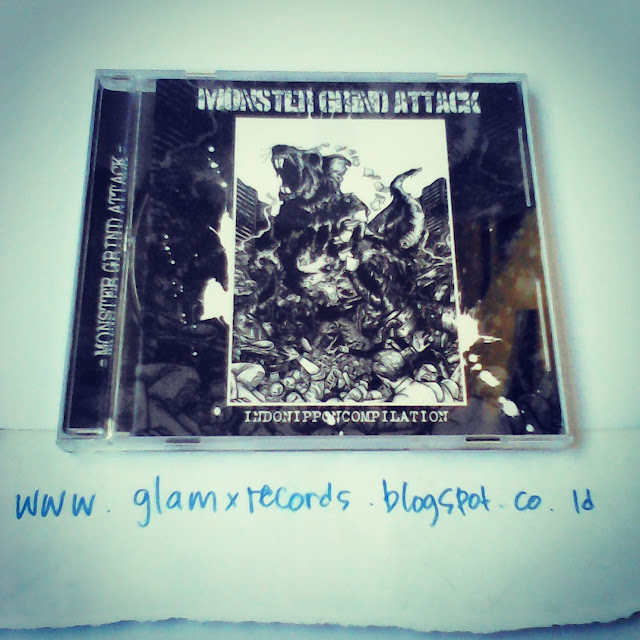 MONSTER GRIND ATTACK
- MONSTER GRIND ATTACK -
INDONIPPONCOMPILATION
www.glamxrecords.blogspot.co.id